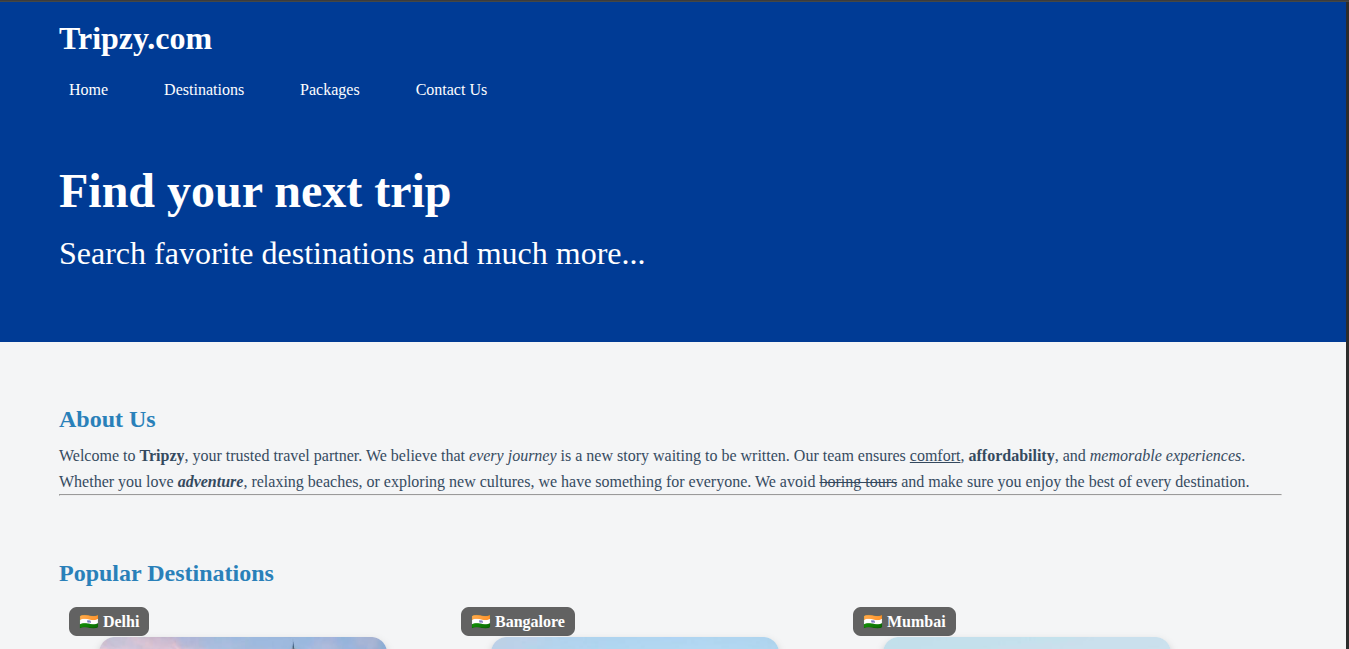 Tripzy.com
Home Destinations Packages Contact Us
Find your next trip
Search favorite destinations and much more...
About Us
Welcome to Tripzy, your trusted travel partner. We believe that every journey is a new story waiting to be written. Our team ensures comfort, affordability, and memorable experiences.
Whether you love adventure, relaxing beaches, or exploring new cultures, we have something for everyone. We avoid boring tours and make sure you enjoy the best of every destination.
Popular Destinations
🇮🇳 Delhi 🇮🇳 Bangalore 🇮🇳 Mumbai